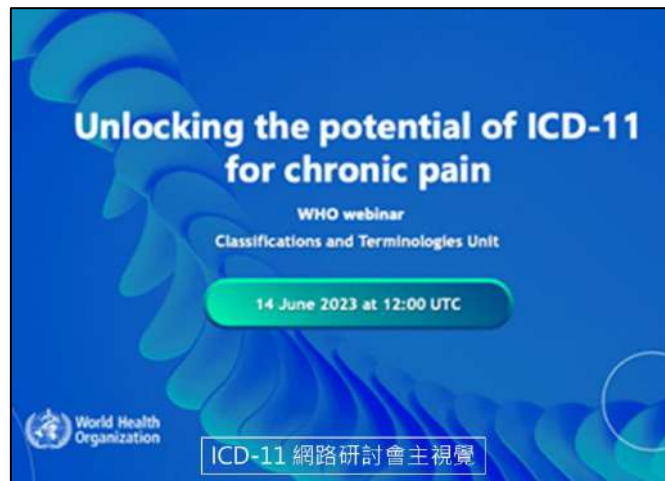 Unlocking the potential of ICD-11
for chronic pain
WHO webinar
Classifications and Terminologies Unit
14 June 2023 at 12:00 UTC
World Health
Organization
ICD-11 網路研討會主視覺